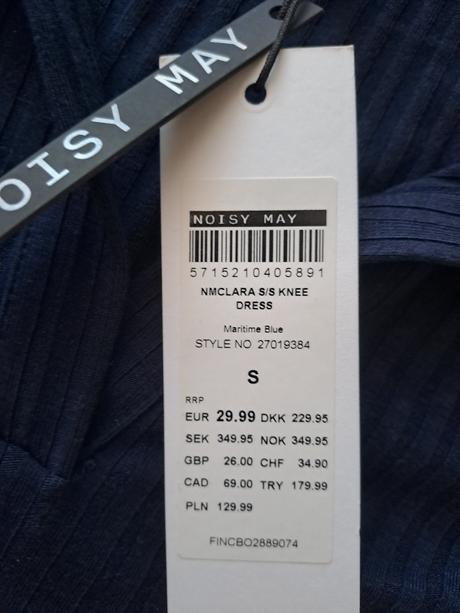 NOISY MAY
NOISY MAY
5715210405891
NMCLARA S/S KNEE
DRESS
Maritime Blue
STYLE NO 27019384
S
RRP
EUR 29.99 DKK 229.95
SEK 349.95 NOK 349.95
GBP 26.00 CHF 34.90
CAD 69.00 TRY 179.99
PLN 129.99
FINCBO2889074